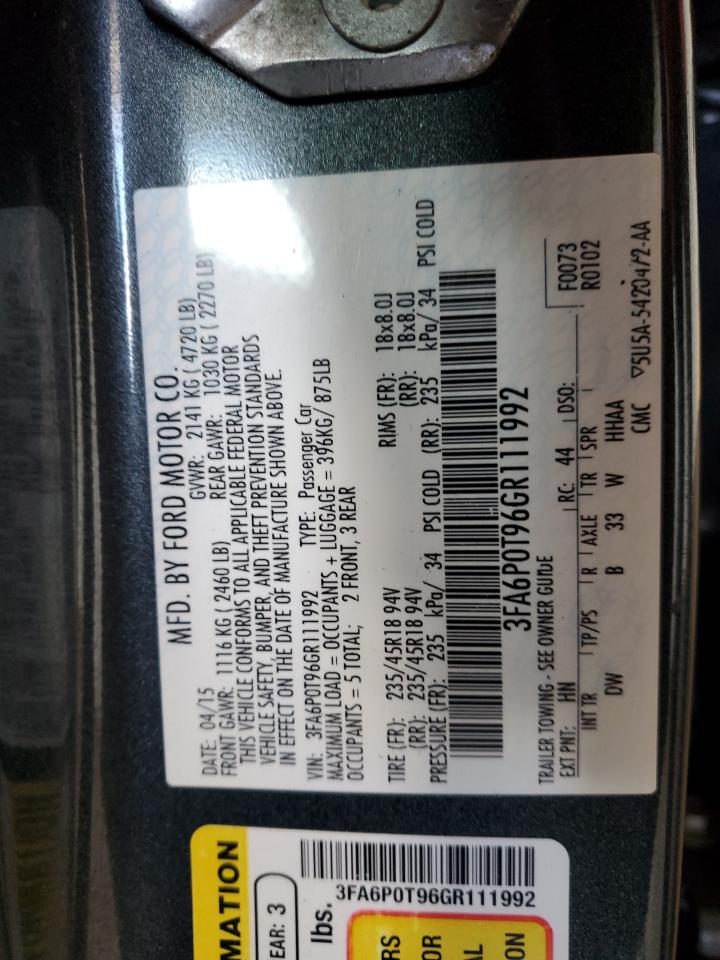 MFD. BY FORD MOTOR CO.
DATE: 04/15 GVWR: 2141 KG ( 4720 LB)
FRONT GAWR: 1116 KG ( 2460 LB) REAR GAWR: 1030 KG ( 2270 LB)
THIS VEHICLE CONFORMS TO ALL APPLICABLE FEDERAL MOTOR
VEHICLE SAFETY, BUMPER, AND THEFT PREVENTION STANDARDS
IN EFFECT ON THE DATE OF MANUFACTURE SHOWN ABOVE.
VIN: 3FA6P0T96GR111992 TYPE: Passenger Car
MAXIMUM LOAD = OCCUPANTS + LUGGAGE = 396KG/ 875LB
OCCUPANTS = 5 TOTAL; 2 FRONT, 3 REAR
TIRE (FR): 235/45R18 94V RIMS (FR): 18x8.0J
(RR): 235/45R18 94V (RR): 18x8.0J
PRESSURE (FR): 235 kPa/ 34 PSI COLD (RR): 235 kPa/ 34 PSI COLD
3FA6P0T96GR111992
TRAILER TOWING - SEE OWNER GUIDE F0073
EXT PNT: HN RC: 44 DSO: R0102
INT TR TP/PS R AXLE TR SPR
DW B 33 W HHAA
CMC ▽5U5A-5420472-AA
MATION
EAR: 3
lbs.
3FA6P0T96GR111992
RS
OR
AL
ON